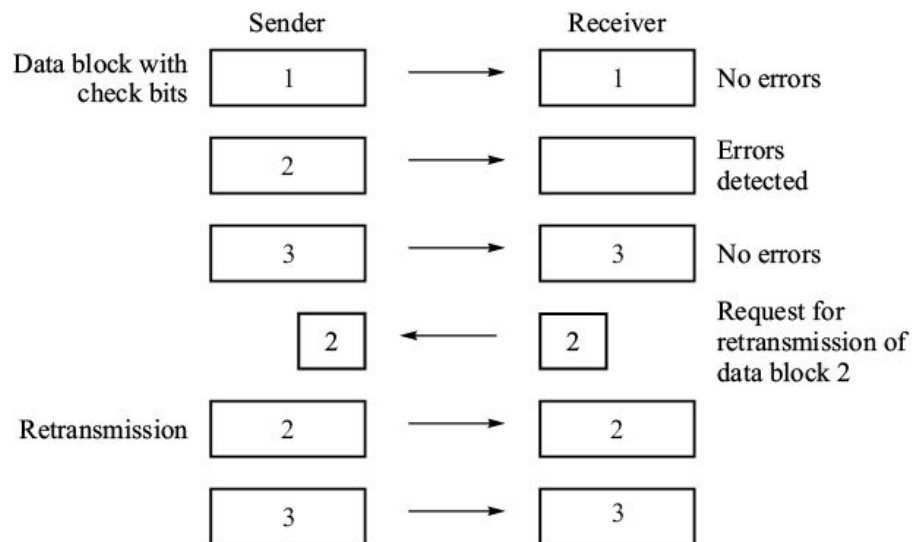 Sender Receiver
Data block with
check bits
1 1 No errors
2 Errors
detected
3 3 No errors
2 2 Request for
retransmission of
data block 2
Retransmission 2 2
3 3